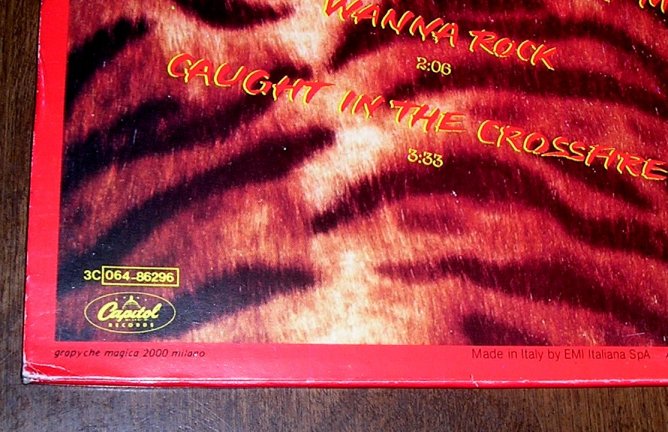 WANNA ROCK
2:06
CAUGHT IN THE CROSSFIRE
3:33
3C 064-86296
Capitol
RECORDS
grapyche magica 2000 milano
Made in Italy by EMI Italiana SpA